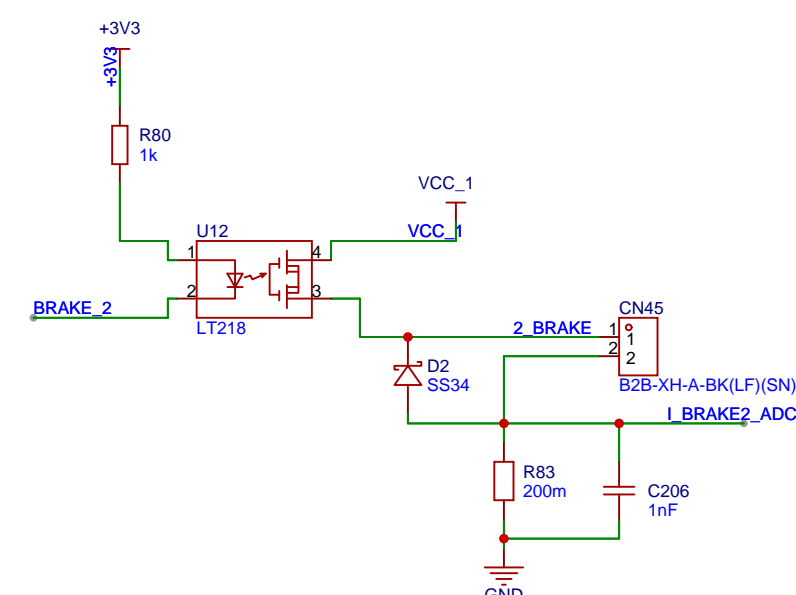 +3V3
+3V3
R80
1k
VCC_1
VCC_1
U12
1
4
2
3
LT218
BRAKE_2
2_BRAKE
CN45
1
1
2
2
B2B-XH-A-BK(LF)(SN)
D2
SS34
I_BRAKE2_ADC
R83
200m
C206
1nF
GND